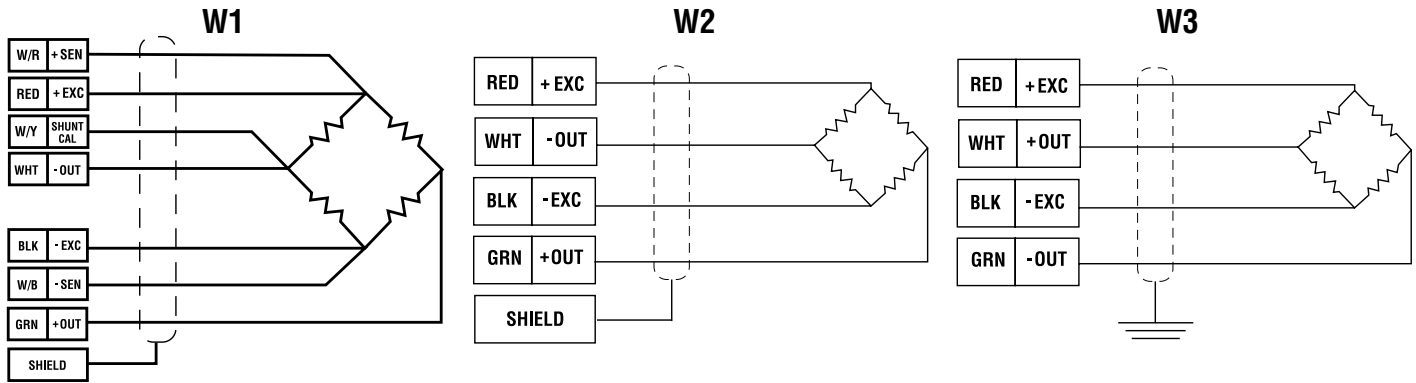 W1
W/R +SEN
RED +EXC
W/Y SHUNT CAL
WHT -OUT
BLK -EXC
W/B -SEN
GRN +OUT
SHIELD
W2
RED +EXC
WHT -OUT
BLK -EXC
GRN +OUT
SHIELD
W3
RED +EXC
WHT +OUT
BLK -EXC
GRN -OUT